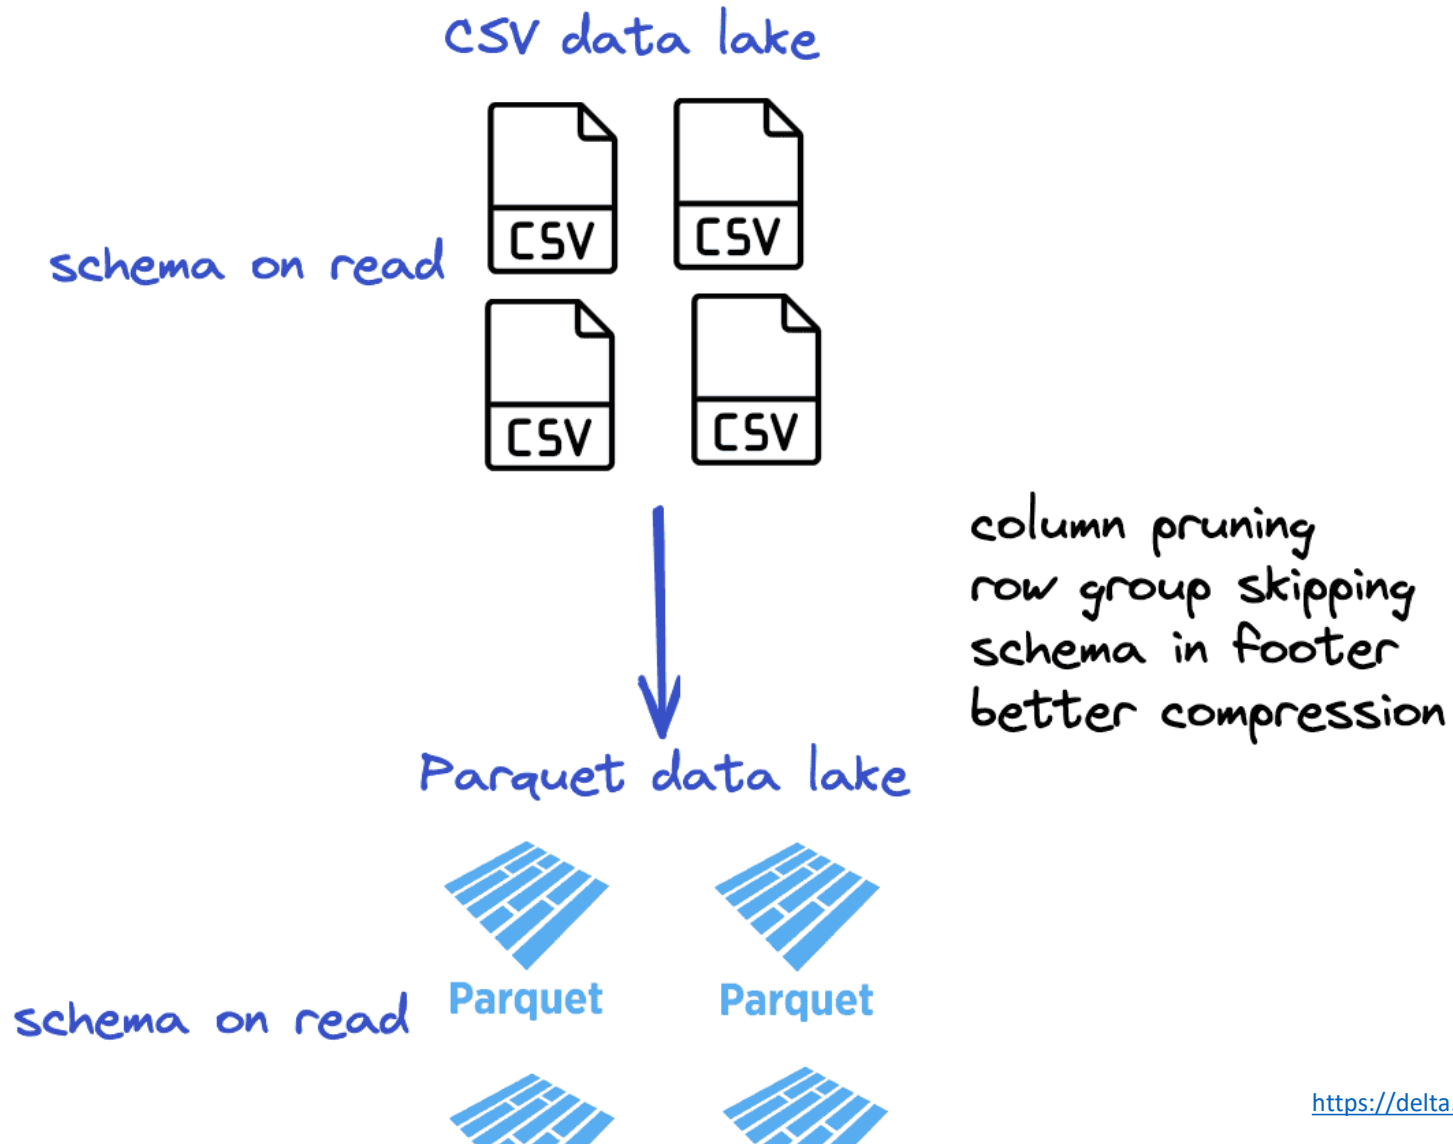 CSV data lake
CSV
CSV
schema on read
CSV
CSV
column pruning
row group skipping
schema in footer
better compression
Parquet data lake
Parquet
Parquet
schema on read
https://delta.